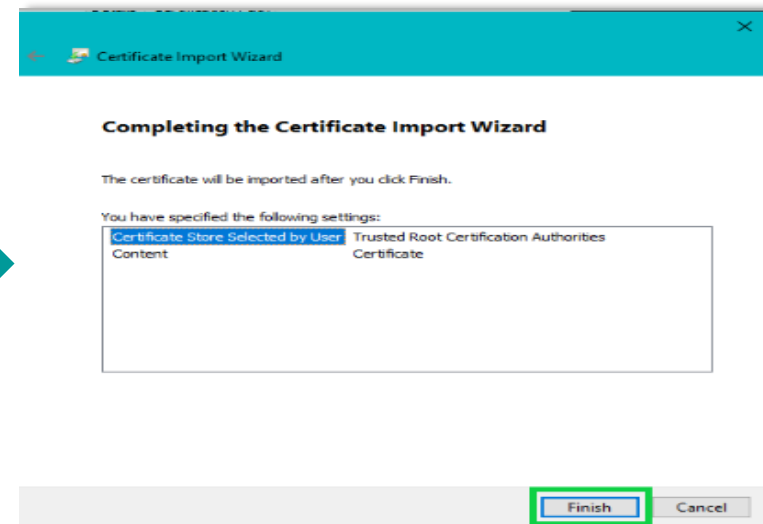 Certificate Import Wizard
Completing the Certificate Import Wizard
The certificate will be imported after you click Finish.
You have specified the following settings:
Certificate Store Selected by User Trusted Root Certification Authorities
Content Certificate
Finish Cancel